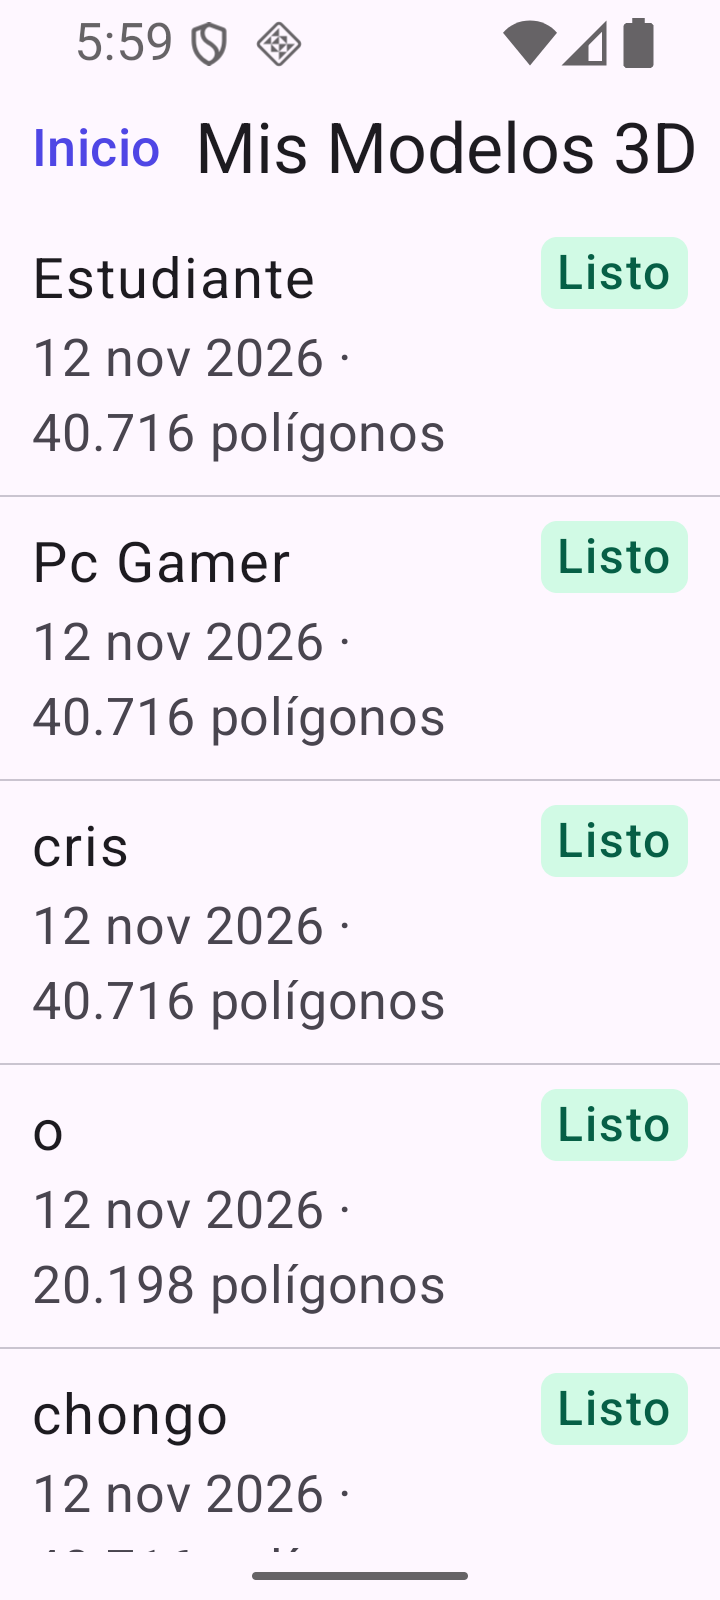 5:59
Inicio Mis Modelos 3D
Estudiante Listo
12 nov 2026 ·
40.716 polígonos
Pc Gamer Listo
12 nov 2026 ·
40.716 polígonos
cris Listo
12 nov 2026 ·
40.716 polígonos
o Listo
12 nov 2026 ·
20.198 polígonos
chongo Listo
12 nov 2026 ·